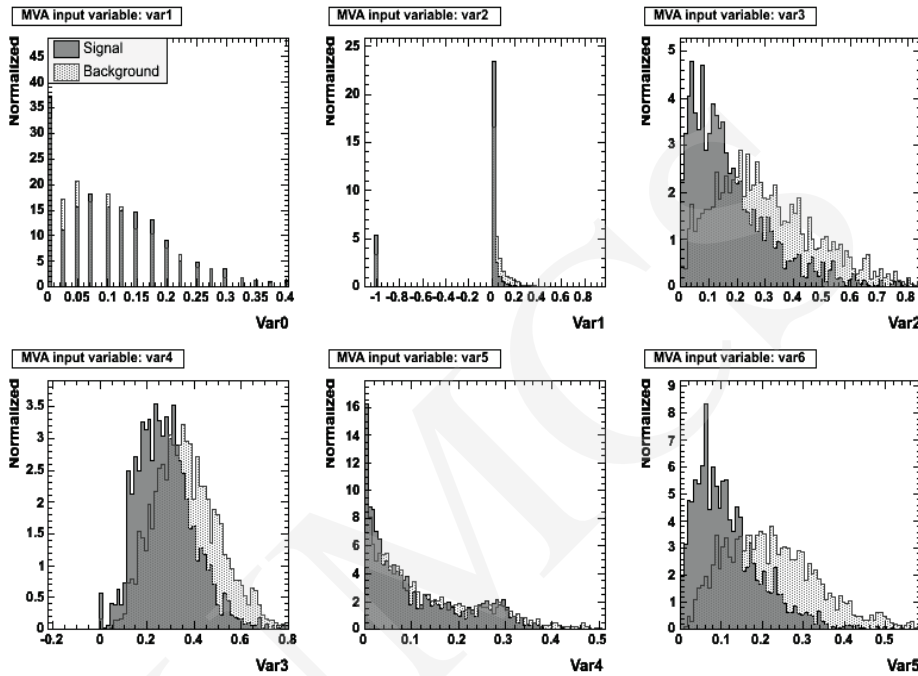 MVA input variable: var1
Normalized
45
40
35
30
25
20
15
10
5
0
Signal
Background
0 0.05 0.1 0.15 0.2 0.25 0.3 0.35 0.4
Var0
MVA input variable: var2
Normalized
25
20
15
10
5
0
-1 -0.8 -0.6 -0.4 -0.2 0 0.2 0.4 0.6 0.8
Var1
MVA input variable: var3
Normalized
5
4
3
2
1
0
0 0.1 0.2 0.3 0.4 0.5 0.6 0.7 0.8
Var2
MVA input variable: var4
Normalized
3.5
3
2.5
2
1.5
1
0.5
0
-0.2 0 0.2 0.4 0.6 0.8
Var3
MVA input variable: var5
Normalized
16
14
12
10
8
6
4
2
0
0 0.1 0.2 0.3 0.4 0.5
Var4
MVA input variable: var6
Normalized
9
8
7
6
5
4
3
2
1
0
0 0.1 0.2 0.3 0.4 0.5
Var5